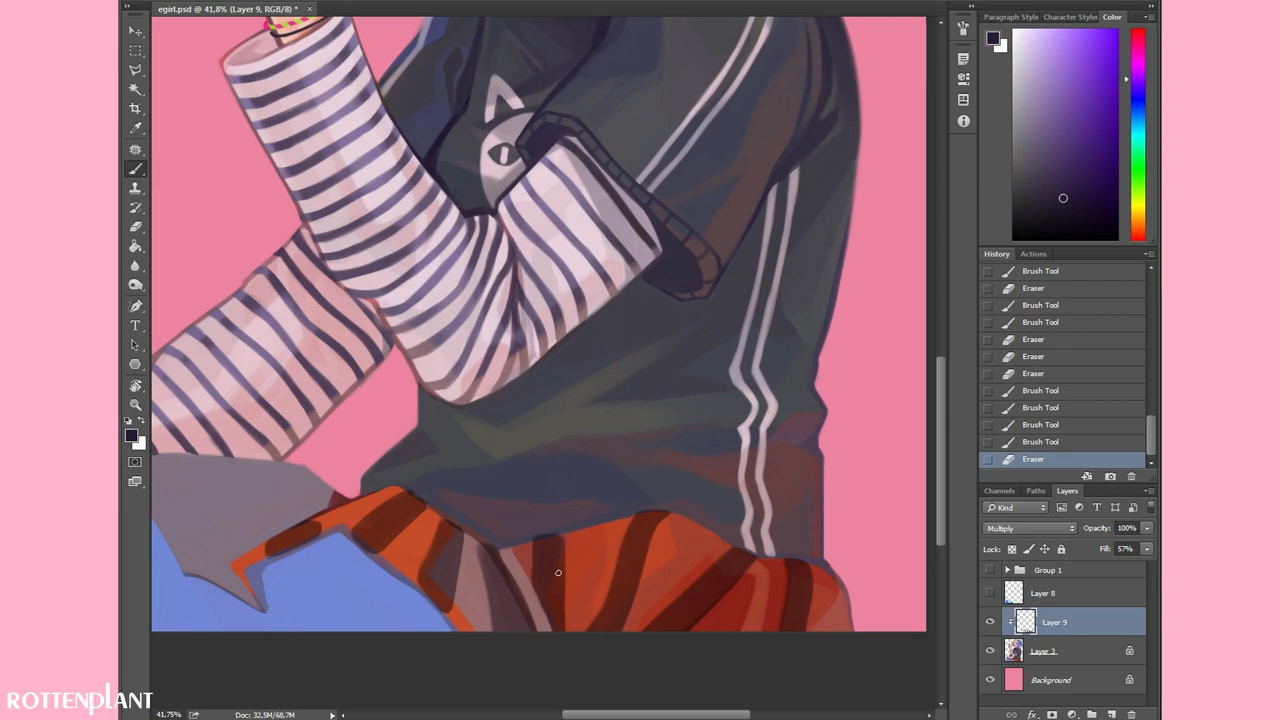 egirl.psd @ 41,8% (Layer 9, RGB/8) * ×
Paragraph Style Character Styles Color
History Actions
Brush Tool
Eraser
Brush Tool
Brush Tool
Eraser
Eraser
Eraser
Brush Tool
Brush Tool
Brush Tool
Brush Tool
Eraser
Channels Paths Layers
Kind
Multiply Opacity: 100%
Lock: Fill: 57%
Group 1
Layer 8
Layer 9
Layer 3
Background
41,75% Doc: 32,5M/68,7M
ROTTENPLANT